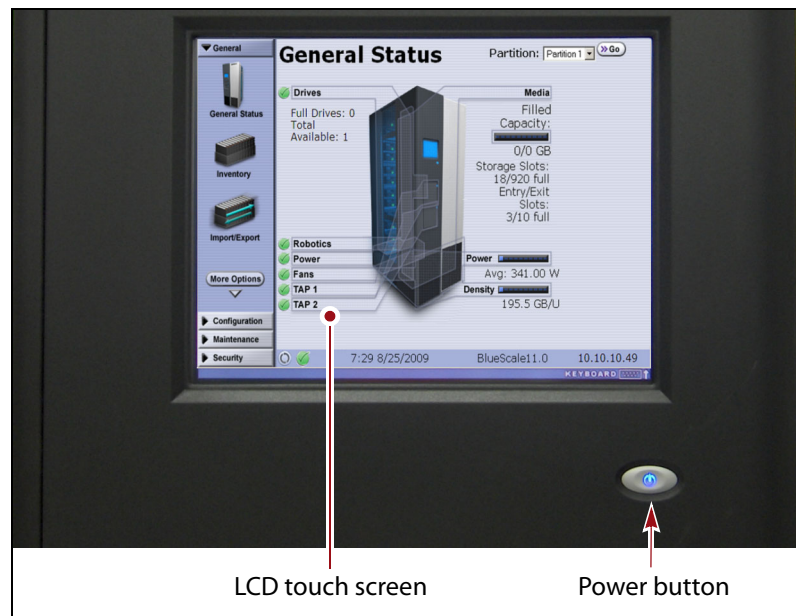 General
General Status
Partition: Partition 1 Go
General Status
Inventory
Import/Export
More Options
Configuration
Maintenance
Security
Drives
Full Drives: 0
Total
Available: 1
Media
Filled
Capacity:
0/0 GB
Storage Slots:
18/920 full
Entry/Exit
Slots:
3/10 full
Robotics
Power
Fans
TAP 1
TAP 2
Power
Avg: 341.00 W
Density
195.5 GB/U
7:29 8/25/2009 BlueScale11.0 10.10.10.49
KEYBOARD
LCD touch screen
Power button